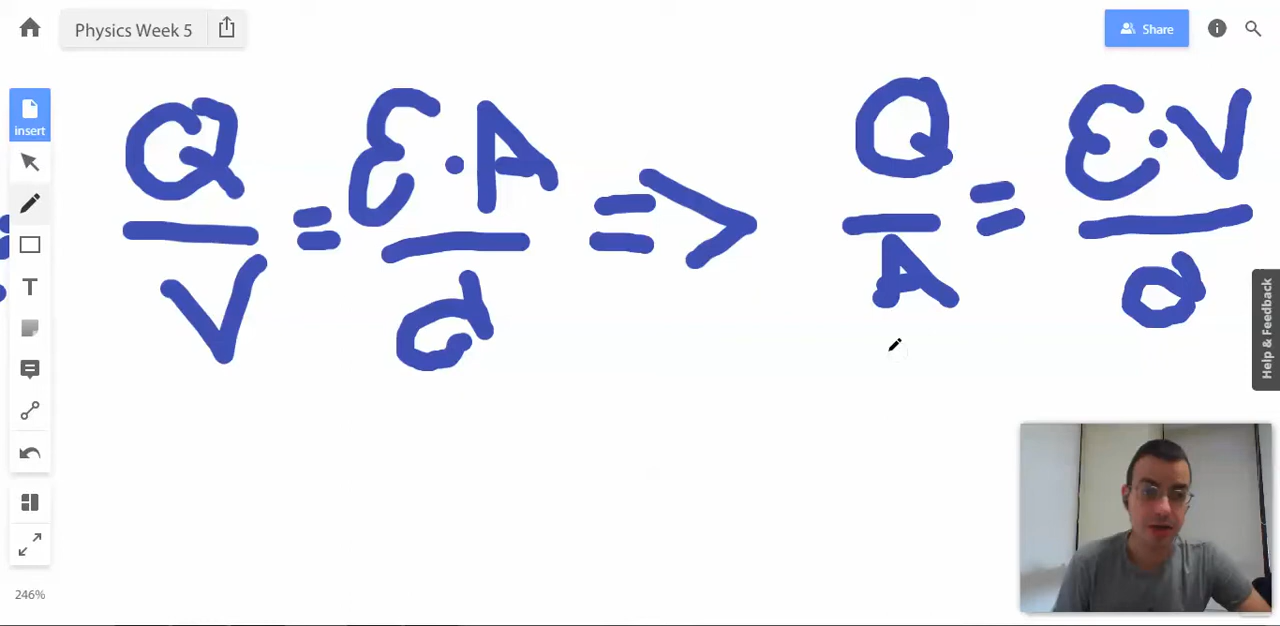 Physics Week 5
Share
insert
Q/V = ε·A/d => Q/A = ε·V/d
Help & Feedback
246%